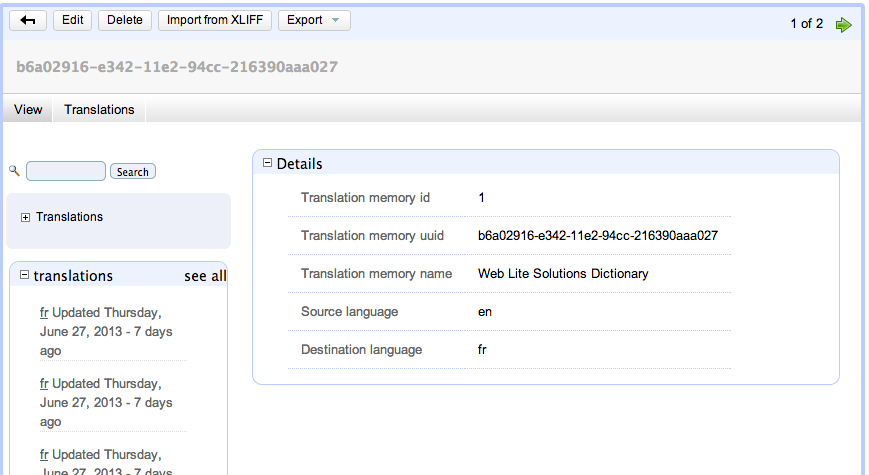 Edit Delete Import from XLIFF Export
1 of 2
b6a02916-e342-11e2-94cc-216390aaa027
View Translations
Search
Translations
translations see all
fr Updated Thursday,
June 27, 2013 - 7 days
ago
fr Updated Thursday,
June 27, 2013 - 7 days
ago
fr Updated Thursday,
June 27, 2013 - 7 days
Details
Translation memory id 1
Translation memory uuid b6a02916-e342-11e2-94cc-216390aaa027
Translation memory name Web Lite Solutions Dictionary
Source language en
Destination language fr